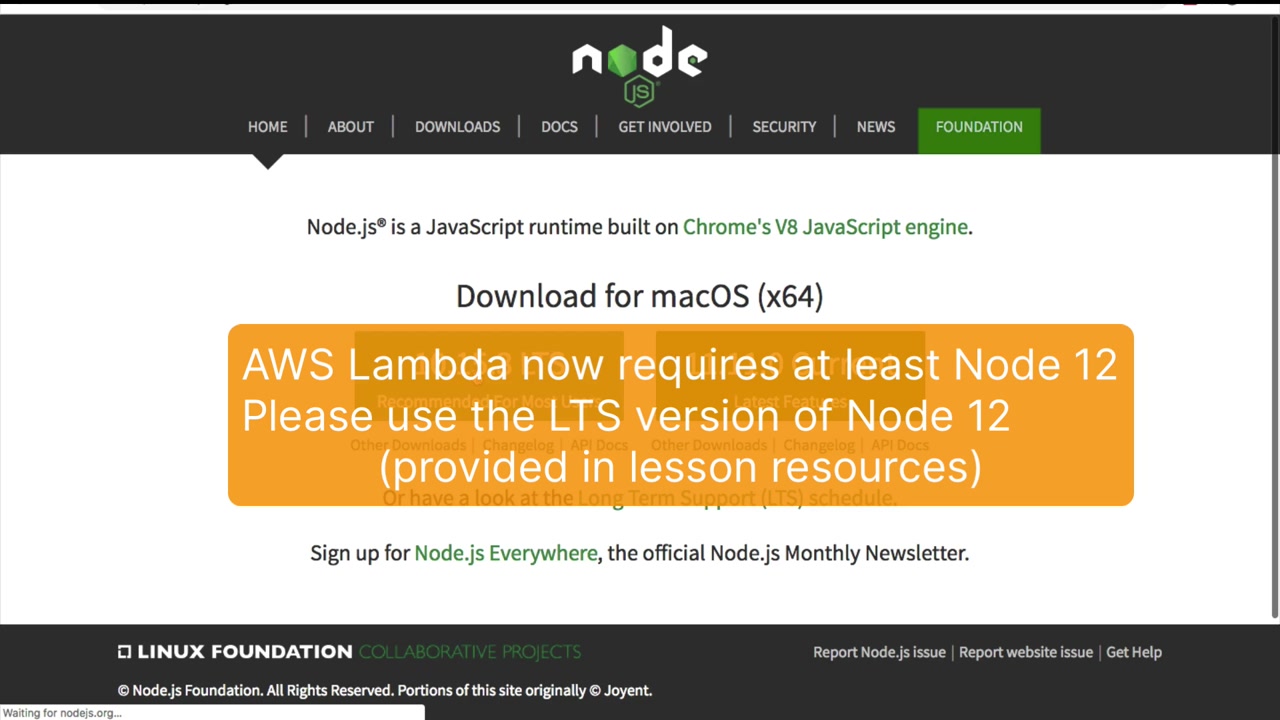 node
JS
HOME | ABOUT | DOWNLOADS | DOCS | GET INVOLVED | SECURITY | NEWS FOUNDATION
Node.js® is a JavaScript runtime built on Chrome's V8 JavaScript engine.
Download for macOS (x64)
AWS Lambda now requires at least Node 12
Recommended For Most Users Latest Features
Please use the LTS version of Node 12
Other Downloads | Changelog | API Docs Other Downloads | Changelog | API Docs
(provided in lesson resources)
Or have a look at the Long Term Support (LTS) schedule.
Sign up for Node.js Everywhere, the official Node.js Monthly Newsletter.
LINUX FOUNDATION COLLABORATIVE PROJECTS
Report Node.js issue | Report website issue | Get Help
© Node.js Foundation. All Rights Reserved. Portions of this site originally © Joyent.
Waiting for nodejs.org...